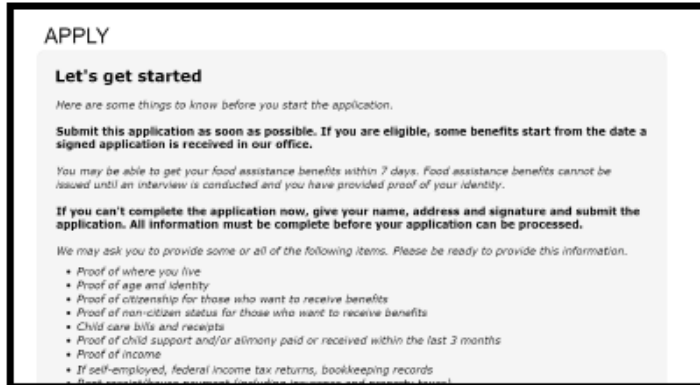 APPLY
Let's get started
Here are some things to know before you start the application.
Submit this application as soon as possible. If you are eligible, some benefits start from the date a
signed application is received in our office.
You may be able to get your food assistance benefits within 7 days. Food assistance benefits cannot be
issued until an interview is conducted and you have provided proof of your identity.
If you can't complete the application now, give your name, address and signature and submit the
application. All information must be complete before your application can be processed.
We may ask you to provide some or all of the following items. Please be ready to provide this information.
• Proof of where you live
• Proof of age and identity
• Proof of citizenship for those who want to receive benefits
• Proof of non-citizen status for those who want to receive benefits
• Child care bills and receipts
• Proof of child support and/or alimony paid or received within the last 3 months
• Proof of income
• If self-employed, federal income tax returns, bookkeeping records
• Rent receipt/house payment (including insurance and property taxes)